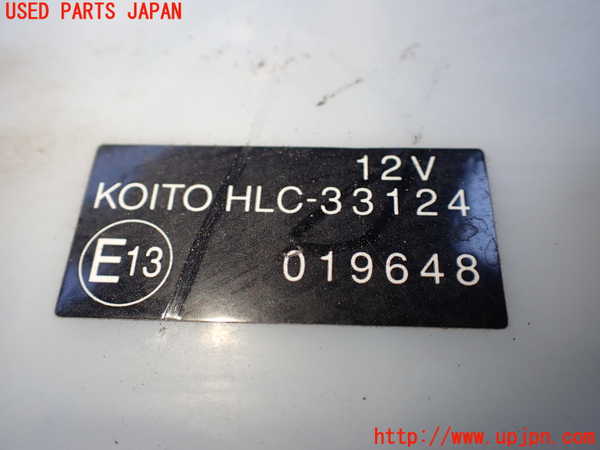 USED PARTS JAPAN
12V
KOITO HLC-33124
E13 019648
http://www.upjpn.com/